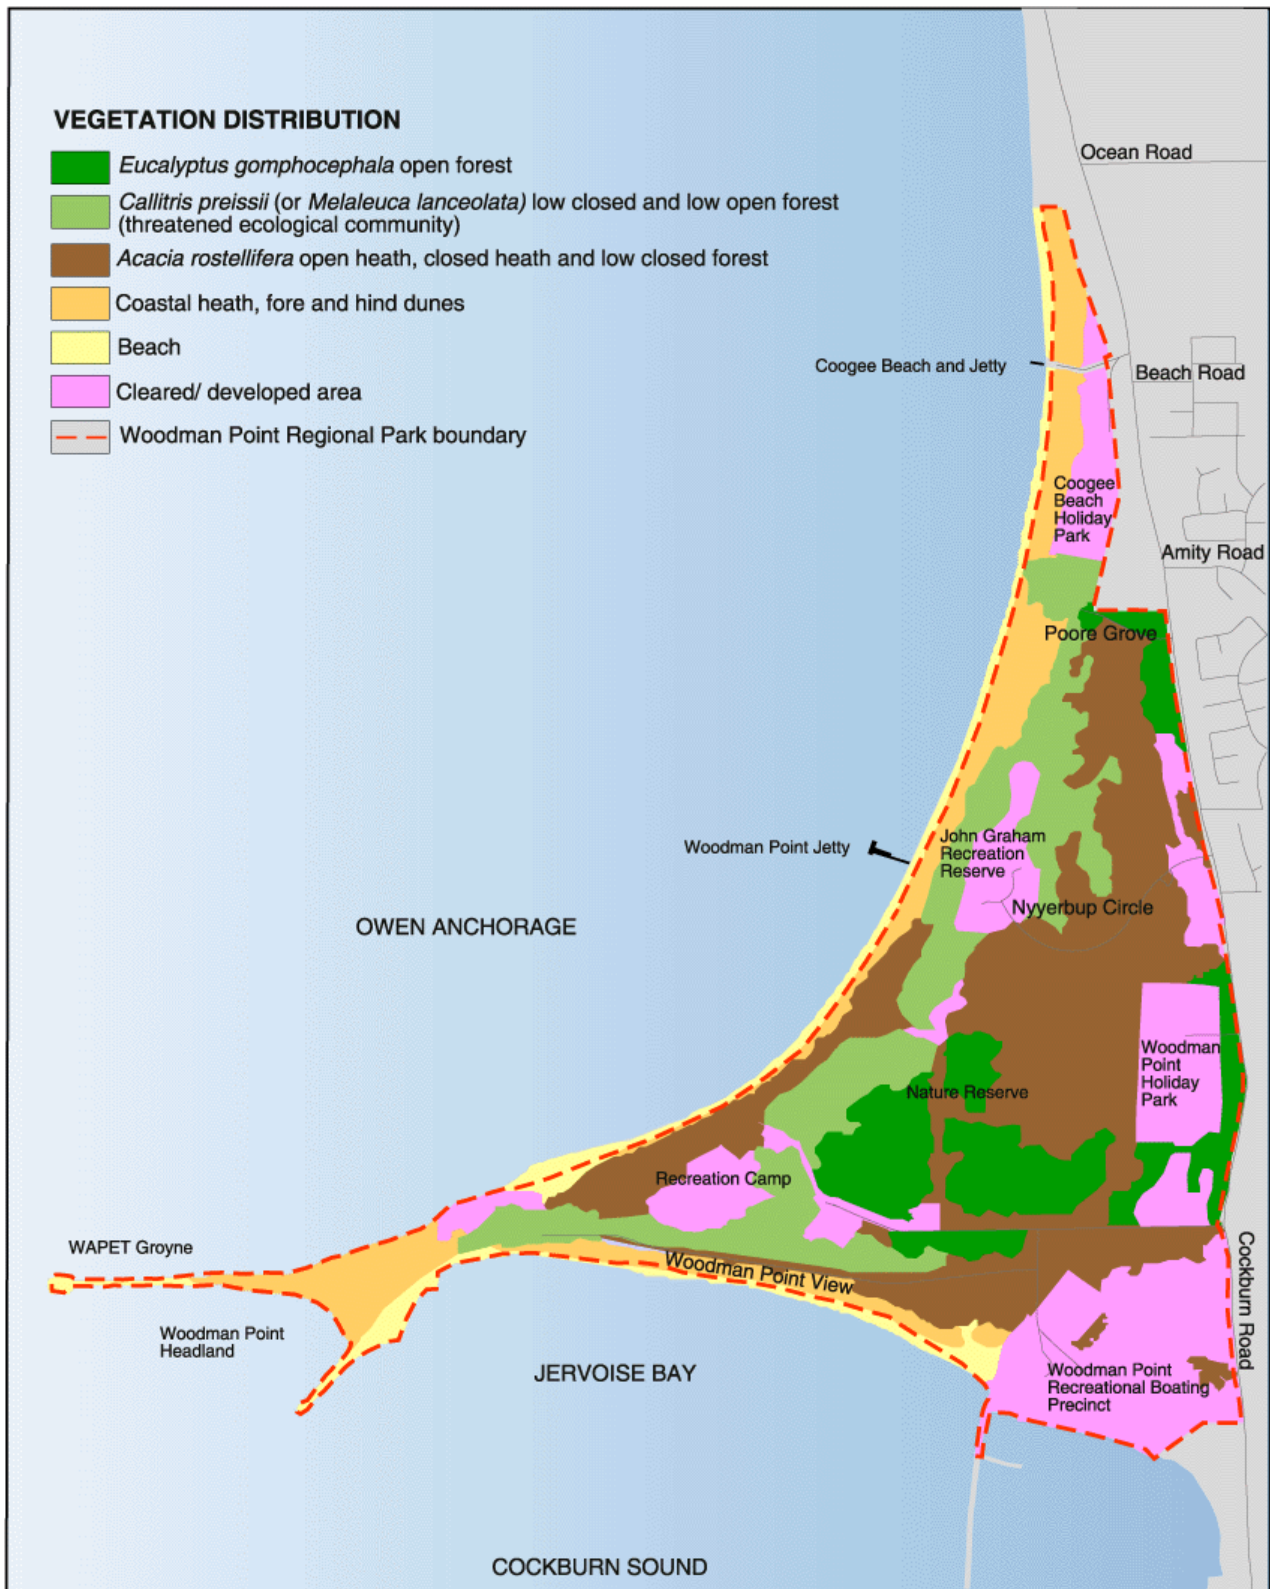 VEGETATION DISTRIBUTION
Eucalyptus gomphocephala open forest
Callitris preissii (or Melaleuca lanceolata) low closed and low open forest
(threatened ecological community)
Acacia rostellifera open heath, closed heath and low closed forest
Coastal heath, fore and hind dunes
Beach
Cleared/ developed area
Woodman Point Regional Park boundary
Ocean Road
Coogee Beach and Jetty
Beach Road
Coogee
Beach
Holiday
Park
Amity Road
Poore Grove
Woodman Point Jetty
John Graham
Recreation
Reserve
Nyyerbup Circle
OWEN ANCHORAGE
Woodman
Point
Holiday
Park
Nature Reserve
Recreation Camp
WAPET Groyne
Woodman Point View
Cockburn Road
Woodman Point
Headland
JERVOISE BAY
Woodman Point
Recreational Boating
Precinct
COCKBURN SOUND